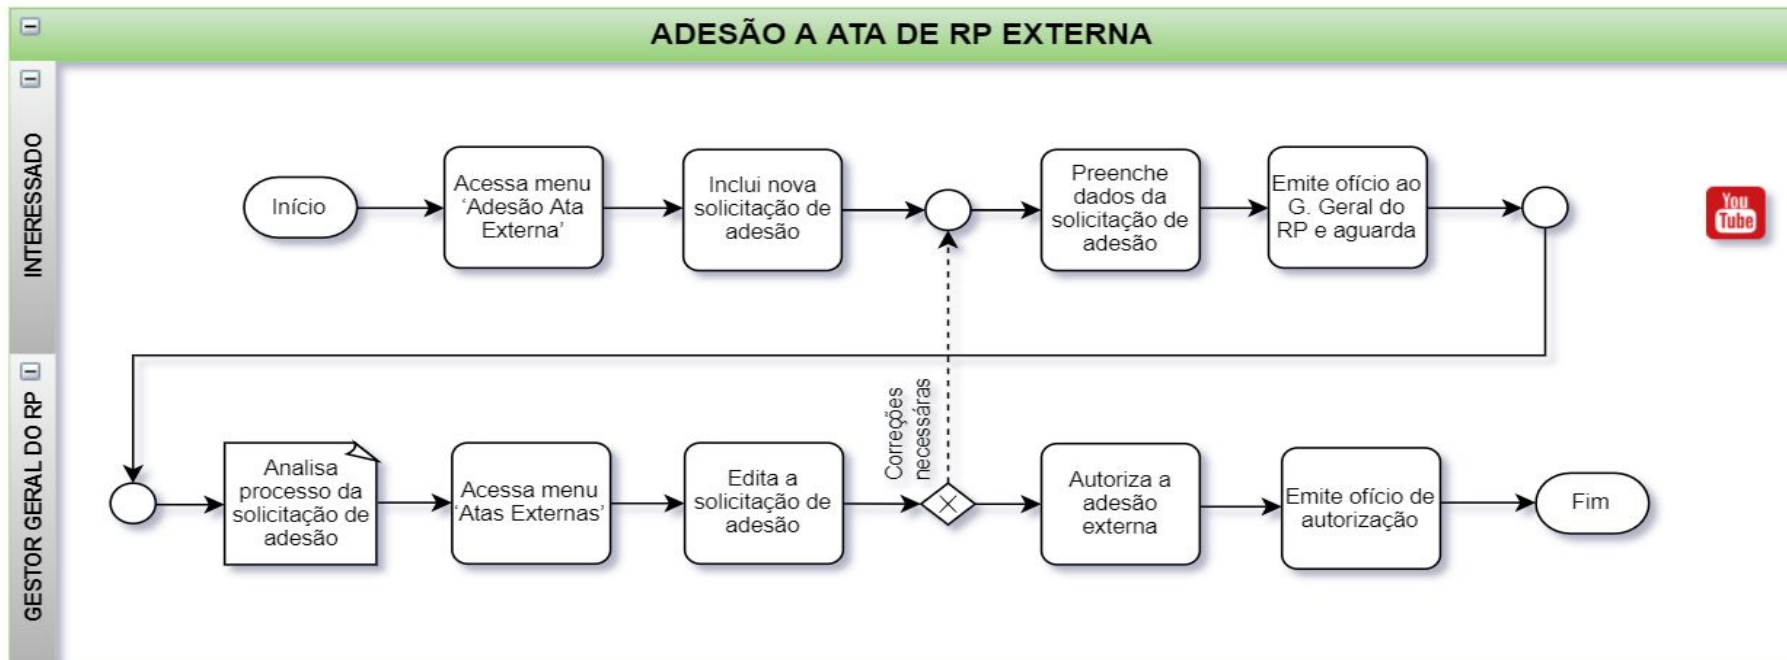 ADESÃO A ATA DE RP EXTERNA
INTERESSADO
Início
Acessa menu
‘Adesão Ata
Externa’
Inclui nova
solicitação de
adesão
Preenche
dados da
solicitação de
adesão
Emite ofício ao
G. Geral do
RP e aguarda
You
Tube
GESTOR GERAL DO RP
Analisa
processo da
solicitação de
adesão
Acessa menu
‘Atas Externas’
Edita a
solicitação de
adesão
Correções
necessáras
Autoriza a
adesão
externa
Emite ofício de
autorização
Fim